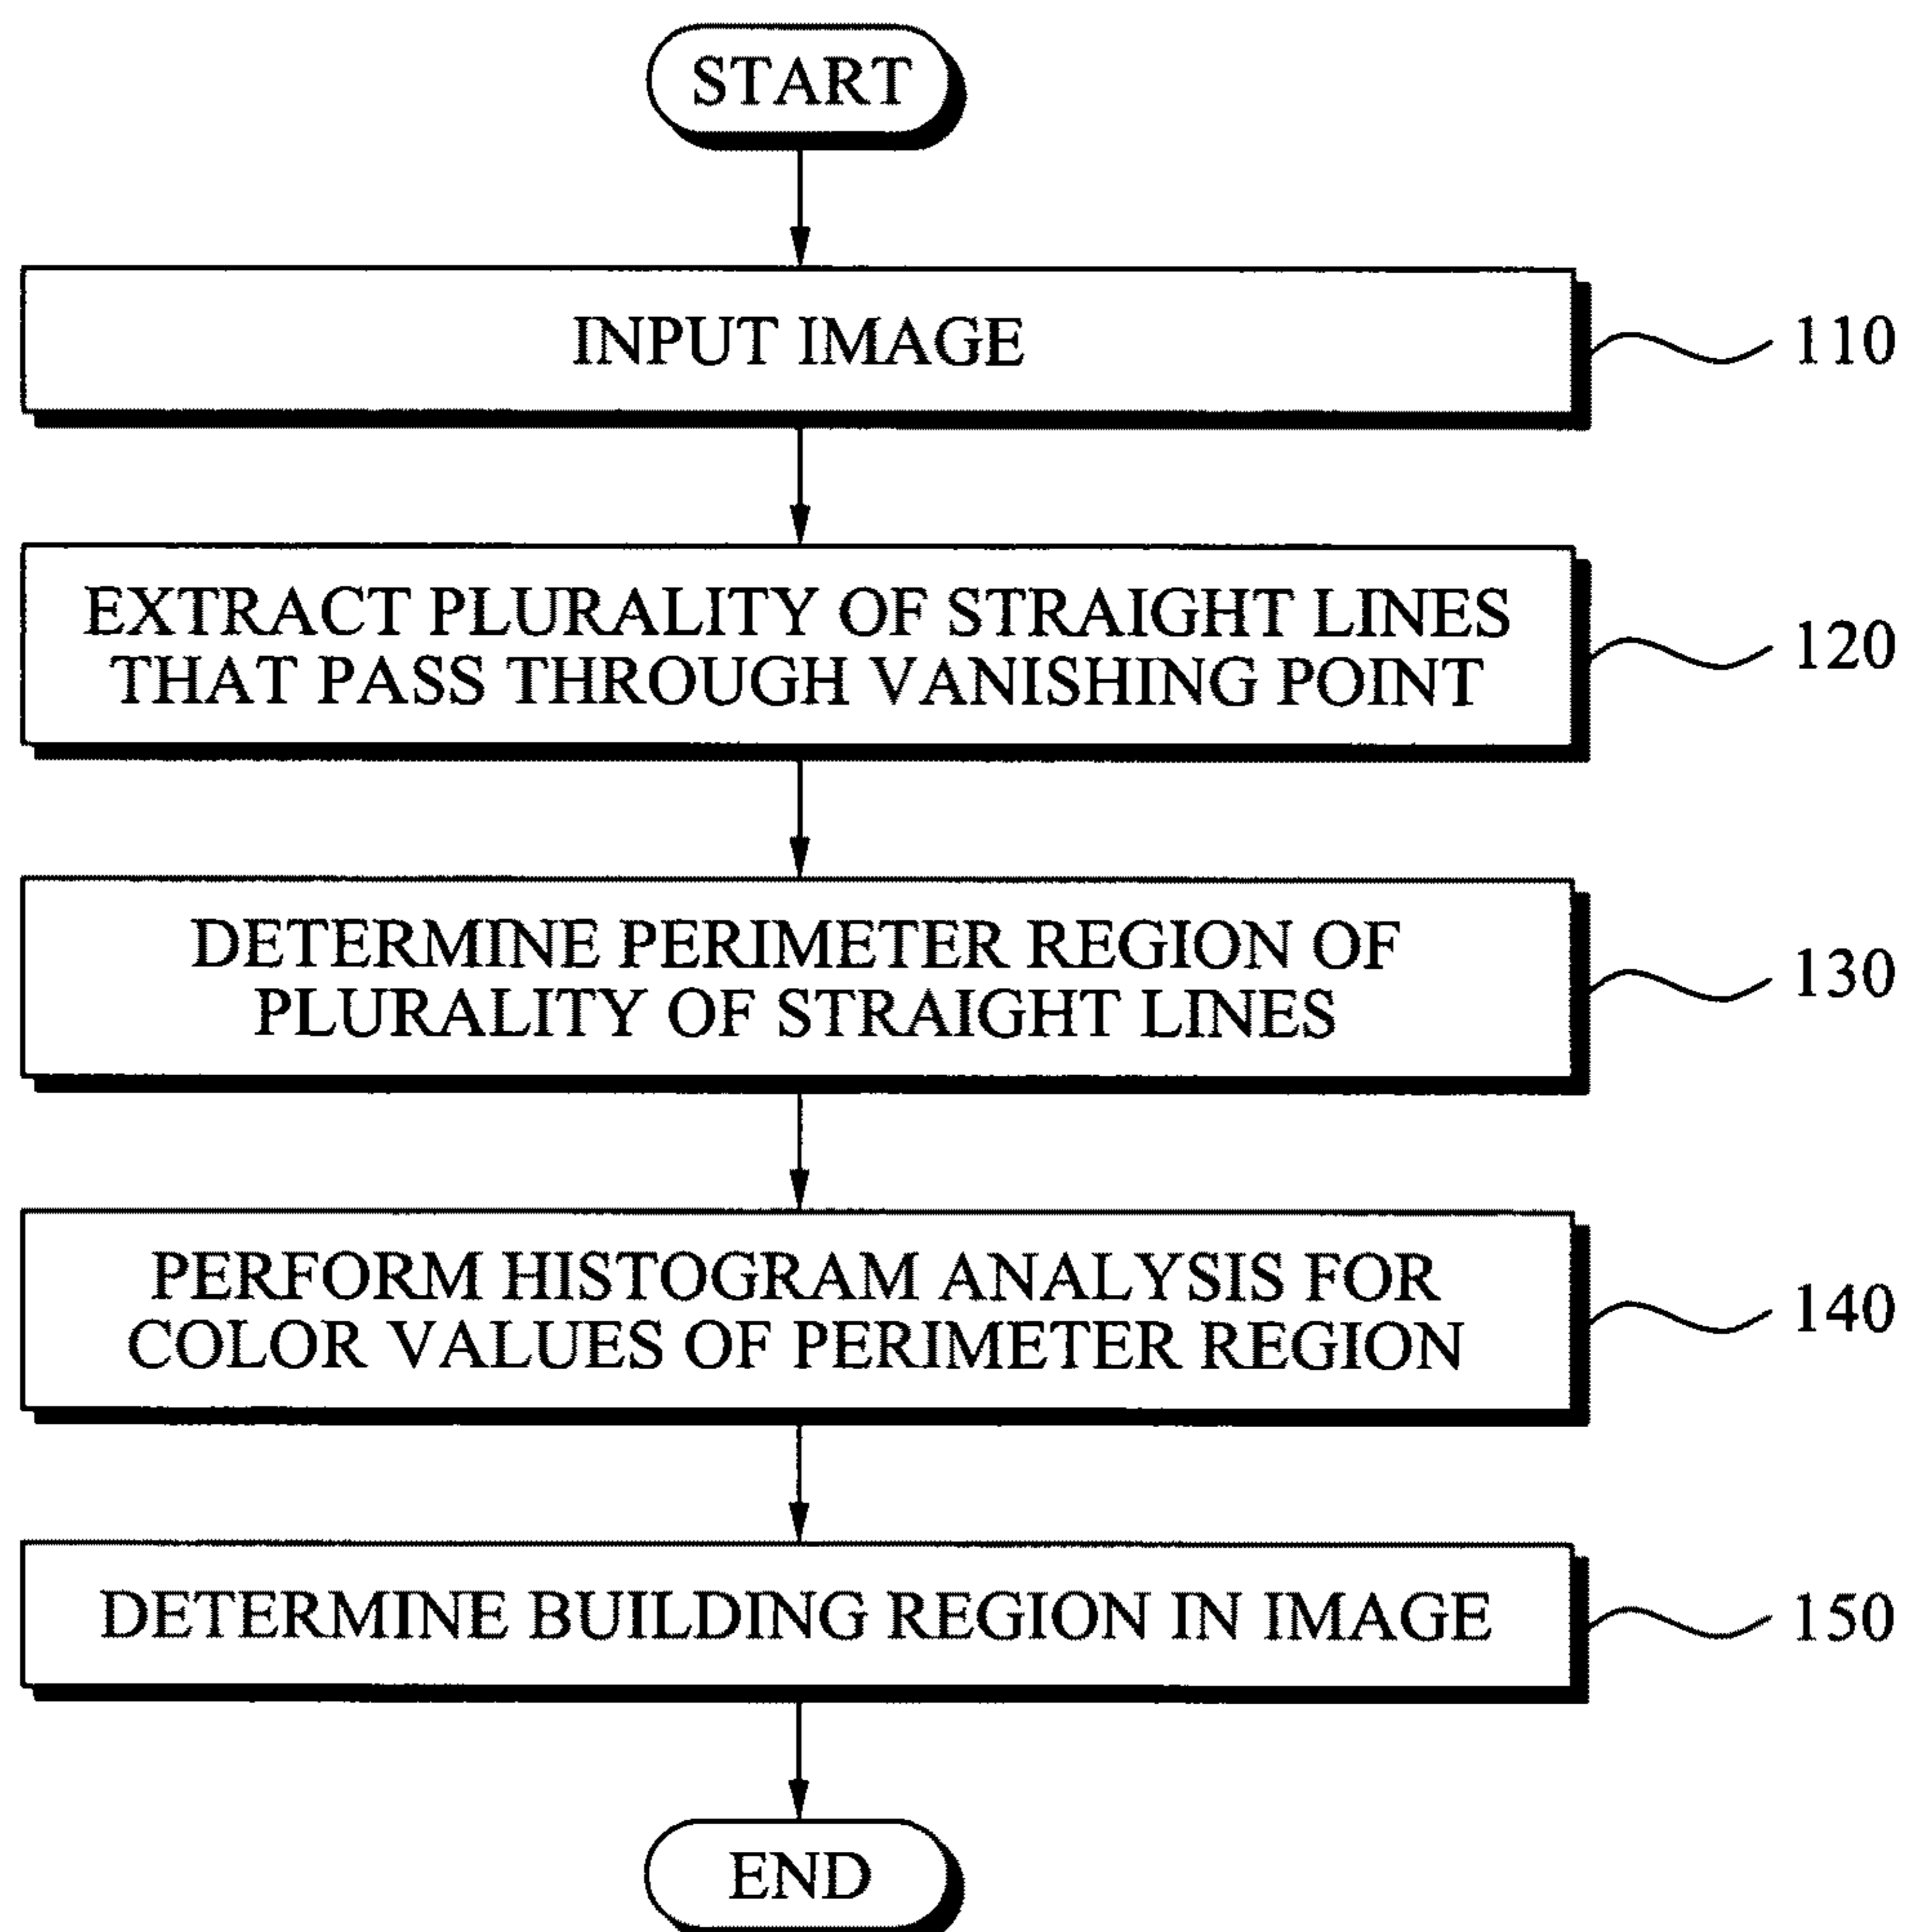 START
INPUT IMAGE
110
EXTRACT PLURALITY OF STRAIGHT LINES
THAT PASS THROUGH VANISHING POINT
120
DETERMINE PERIMETER REGION OF
PLURALITY OF STRAIGHT LINES
130
PERFORM HISTOGRAM ANALYSIS FOR
COLOR VALUES OF PERIMETER REGION
140
DETERMINE BUILDING REGION IN IMAGE
150
END